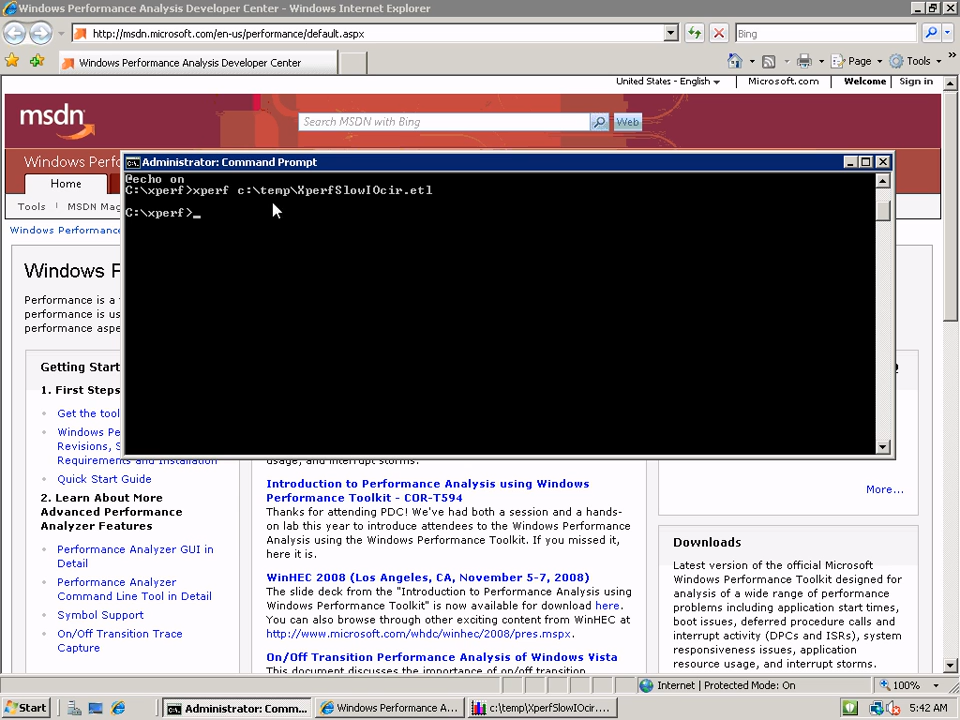 Windows Performance Analysis Developer Center - Windows Internet Explorer
http://msdn.microsoft.com/en-us/performance/default.aspx
Bing
Windows Performance Analysis Developer Center
Page
Tools
United States - English
Microsoft.com
Welcome
Sign in
msdn
Search MSDN with Bing
Web
Windows Perfo
Home
Tools
MSDN Mag
Windows Performance
Administrator: Command Prompt
@echo on
C:\xperf>xperf c:\temp\XperfSlowIOcir.etl
C:\xperf>_
Windows P
Performance is a
performance is us
performance aspe
Getting Start
1. First Steps
Get the tool
Windows Pe
Revisions, S
Requirements and Installation
Quick Start Guide
2. Learn About More
Advanced Performance
Analyzer Features
Performance Analyzer GUI in
Detail
Performance Analyzer
Command Line Tool in Detail
Symbol Support
On/Off Transition Trace
Capture
usage, and interrupt storms.
Introduction to Performance Analysis using Windows
Performance Toolkit - COR-T594
Thanks for attending PDC! We've had both a session and a hands-
on lab this year to introduce attendees to the Windows Performance
Analysis using the Windows Performance Toolkit. If you missed it,
here it is.
WinHEC 2008 (Los Angeles, CA, November 5-7, 2008)
The slide deck from the "Introduction to Performance Analysis using
Windows Performance Toolkit" is now available for download here.
You can also browse through other exciting content from WinHEC at
http://www.microsoft.com/whdc/winhec/2008/pres.mspx.
On/Off Transition Performance Analysis of Windows Vista
This document discusses the importance of on/off transition
More...
Downloads
Latest version of the official Microsoft
Windows Performance Toolkit designed for
analysis of a wide range of performance
problems including application start times,
boot issues, deferred procedure calls and
interrupt activity (DPCs and ISRs), system
responsiveness issues, application
resource usage, and interrupt storms.
Internet | Protected Mode: On
100%
Start
Administrator: Comm...
Windows Performance A...
c:\temp\XperfSlowIOcir....
5:42 AM